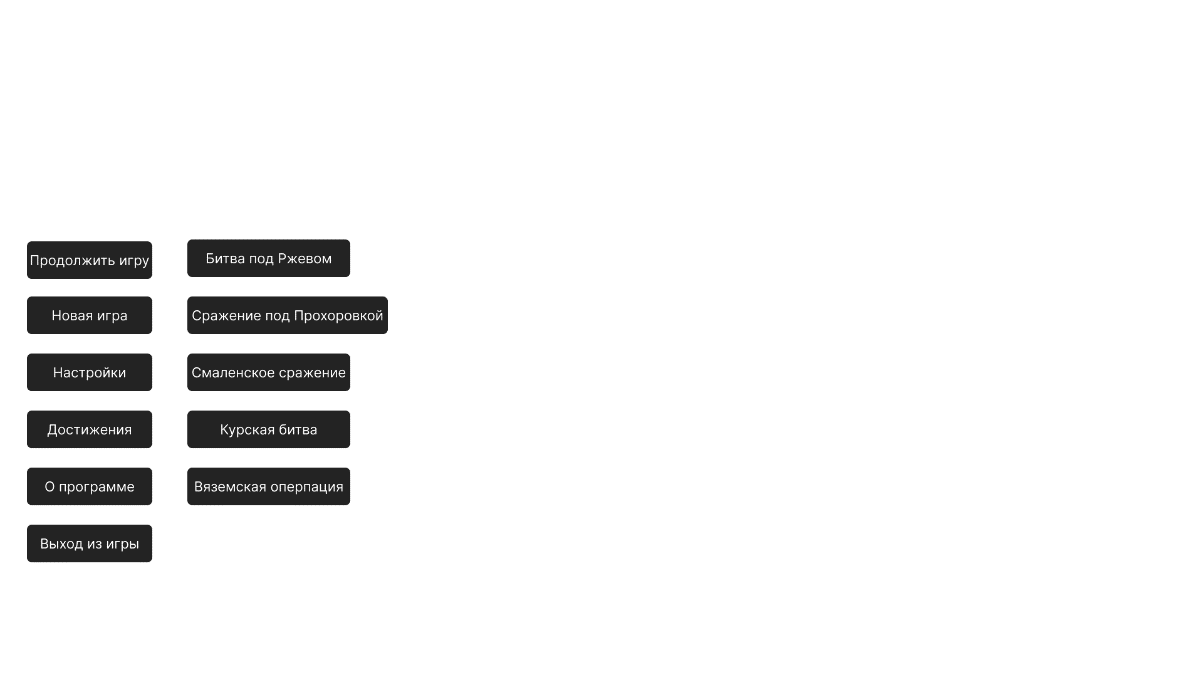 Продолжить игру
Новая игра
Настройки
Достижения
О программе
Выход из игры
Битва под Ржевом
Сражение под Прохоровкой
Смаленское сражение
Курская битва
Вяземская оперпация